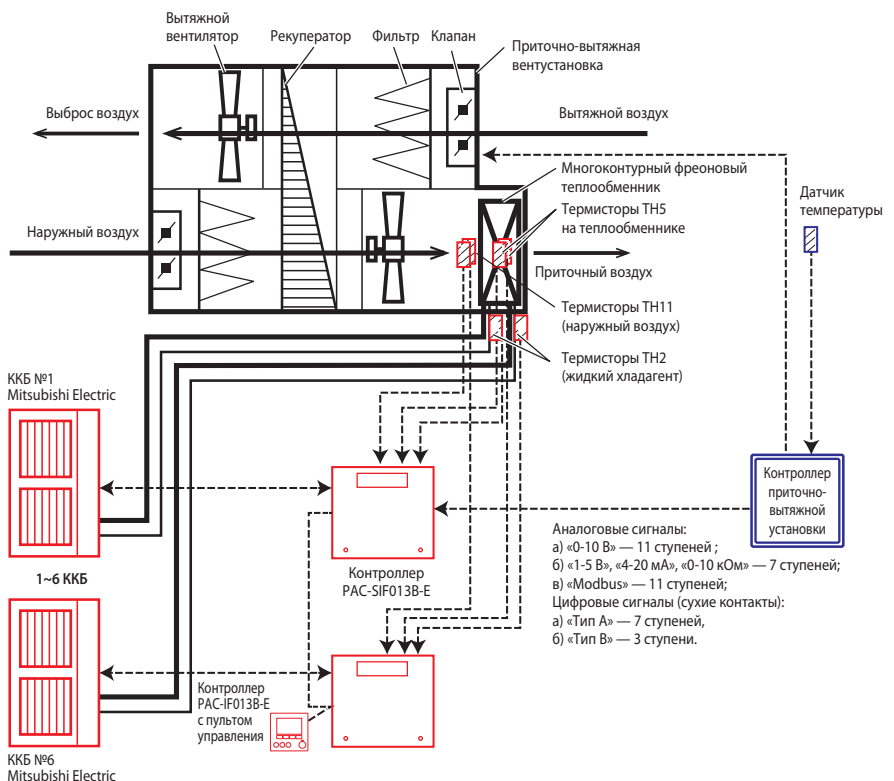 Вытяжной
вентилятор
Рекуператор
Фильтр
Клапан
Приточно-вытяжная
вентустановка
Выброс воздух
Вытяжной воздух
Многоконтурный фреоновый
теплообменник
Термисторы TH5
на теплообменнике
Датчик
температуры
Наружный воздух
Приточный воздух
Термисторы TH11
(наружный воздух)
Термисторы TH2
(жидкий хладагент)
ККБ №1
Mitsubishi Electric
Контроллер
приточно-
вытяжной
установки
Аналоговые сигналы:
а) «0-10 В» — 11 ступеней ;
б) «1-5 В», «4-20 мА», «0-10 кОм» — 7 ступеней;
в) «Modbus» — 11 ступеней;
Цифровые сигналы (сухие контакты):
а) «Тип А» — 7 ступеней,
б) «Тип В» — 3 ступени.
1~6 ККБ
Контроллер
PAC-SIF013B-E
Контроллер
PAC-IF013B-E
с пультом
управления
ККБ №6
Mitsubishi Electric